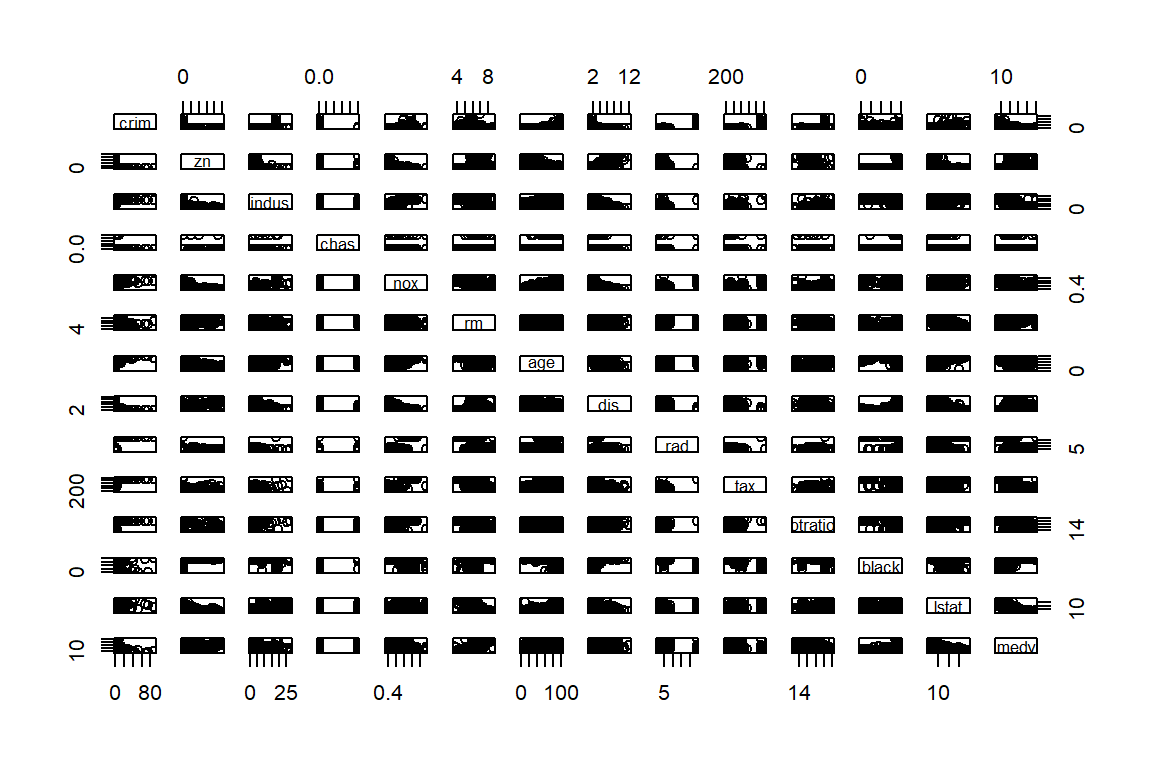 0 0.0 4 8 2 12 200 0 10
crim 0
0 zn
indus 0
0.0 chas
nox 0.4
4 rm
age 0
2 dis
rad 5
200 tax
ptratio 14
0 black
lstat 10
10 medv
0 80 0 25 0.4 0 100 5 14 10